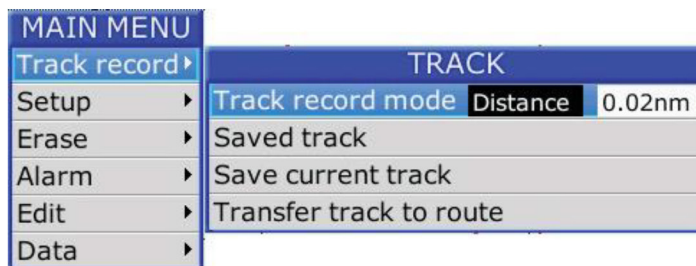 MAIN MENU
Track record
Setup
Erase
Alarm
Edit
Data
TRACK
Track record mode Distance 0.02nm
Saved track
Save current track
Transfer track to route